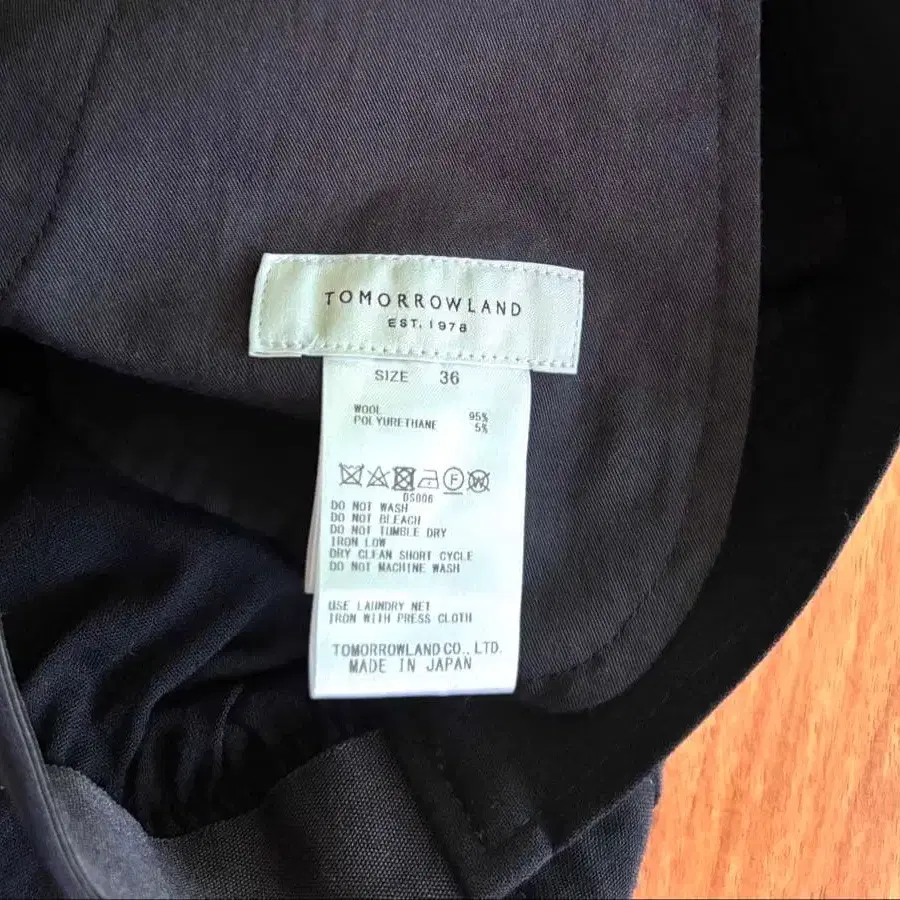 TOMORROWLAND
EST. 1978
SIZE 36
WOOL 95%
POLYURETHANE 5%
DS006
DO NOT WASH
DO NOT BLEACH
DO NOT TUMBLE DRY
IRON LOW
DRY CLEAN SHORT CYCLE
DO NOT MACHINE WASH
USE LAUNDRY NET
IRON WITH PRESS CLOTH
TOMORROWLAND CO., LTD.
MADE IN JAPAN